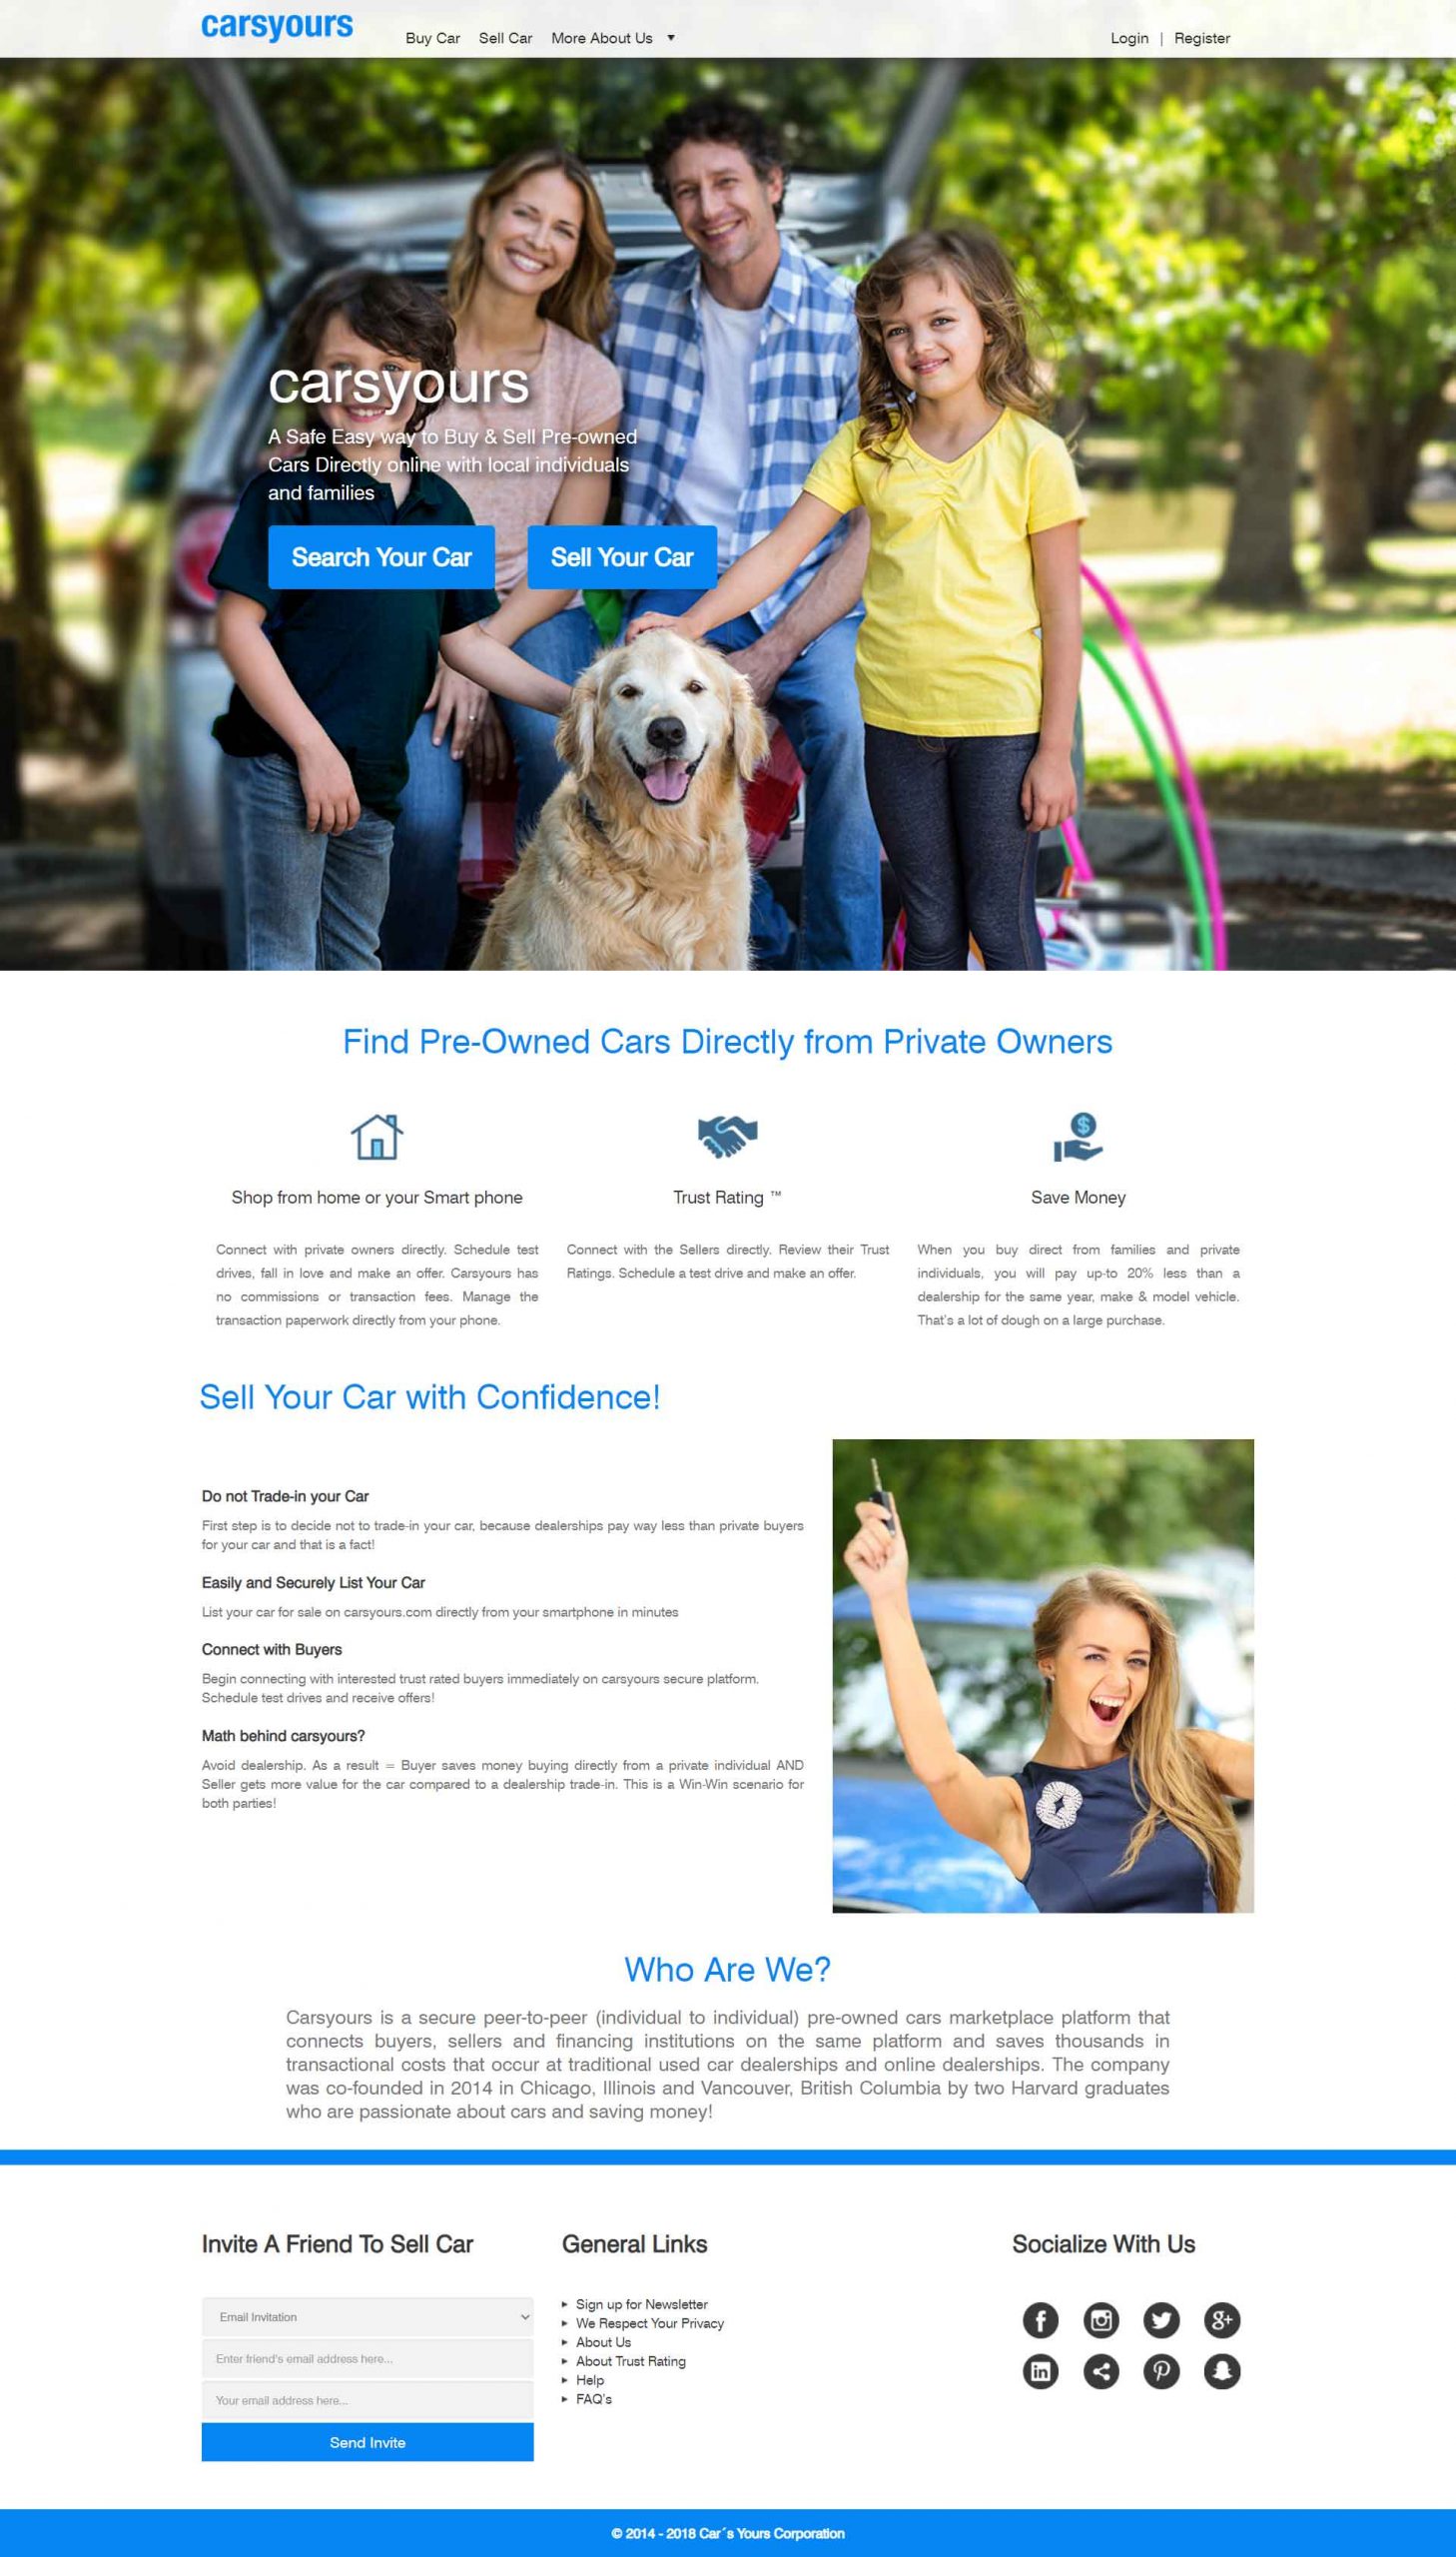 carsyours
Buy Car Sell Car More About Us ▼
Login | Register
carsyours
A Safe Easy way to Buy & Sell Pre-owned
Cars Directly online with local individuals
and families
Search Your Car
Sell Your Car
Find Pre-Owned Cars Directly from Private Owners
Shop from home or your Smart phone
Connect with private owners directly. Schedule test
drives, fall in love and make an offer. Carsyours has
no commissions or transaction fees. Manage the
transaction paperwork directly from your phone.
Trust Rating ™
Connect with the Sellers directly. Review their Trust
Ratings. Schedule a test drive and make an offer.
$
Save Money
When you buy direct from families and private
individuals, you will pay up-to 20% less than a
dealership for the same year, make & model vehicle.
That's a lot of dough on a large purchase.
Sell Your Car with Confidence!
Do not Trade-in your Car
First step is to decide not to trade-in your car, because dealerships pay way less than private buyers
for your car and that is a fact!
Easily and Securely List Your Car
List your car for sale on carsyours.com directly from your smartphone in minutes
Connect with Buyers
Begin connecting with interested trust rated buyers immediately on carsyours secure platform.
Schedule test drives and receive offers!
Math behind carsyours?
Avoid dealership. As a result = Buyer saves money buying directly from a private individual AND
Seller gets more value for the car compared to a dealership trade-in. This is a Win-Win scenario for
both parties!
Who Are We?
Carsyours is a secure peer-to-peer (individual to individual) pre-owned cars marketplace platform that
connects buyers, sellers and financing institutions on the same platform and saves thousands in
transactional costs that occur at traditional used car dealerships and online dealerships. The company
was co-founded in 2014 in Chicago, Illinois and Vancouver, British Columbia by two Harvard graduates
who are passionate about cars and saving money!
Invite A Friend To Sell Car
Email Invitation
Enter friend's email address here...
Your email address here...
Send Invite
General Links
Sign up for Newsletter
We Respect Your Privacy
About Us
About Trust Rating
Help
FAQ's
Socialize With Us
f g+
in
© 2014 - 2018 Car´s Yours Corporation